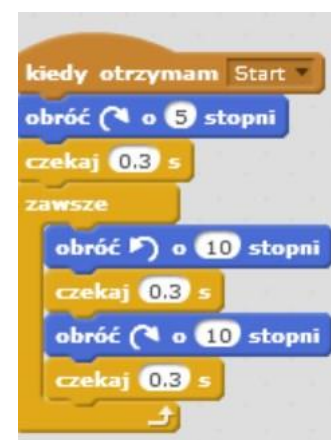 kiedy otrzymam Start
obróć o 5 stopni
czekaj 0.3 s
zawsze
obróć o 10 stopni
czekaj 0.3 s
obróć o 10 stopni
czekaj 0.3 s